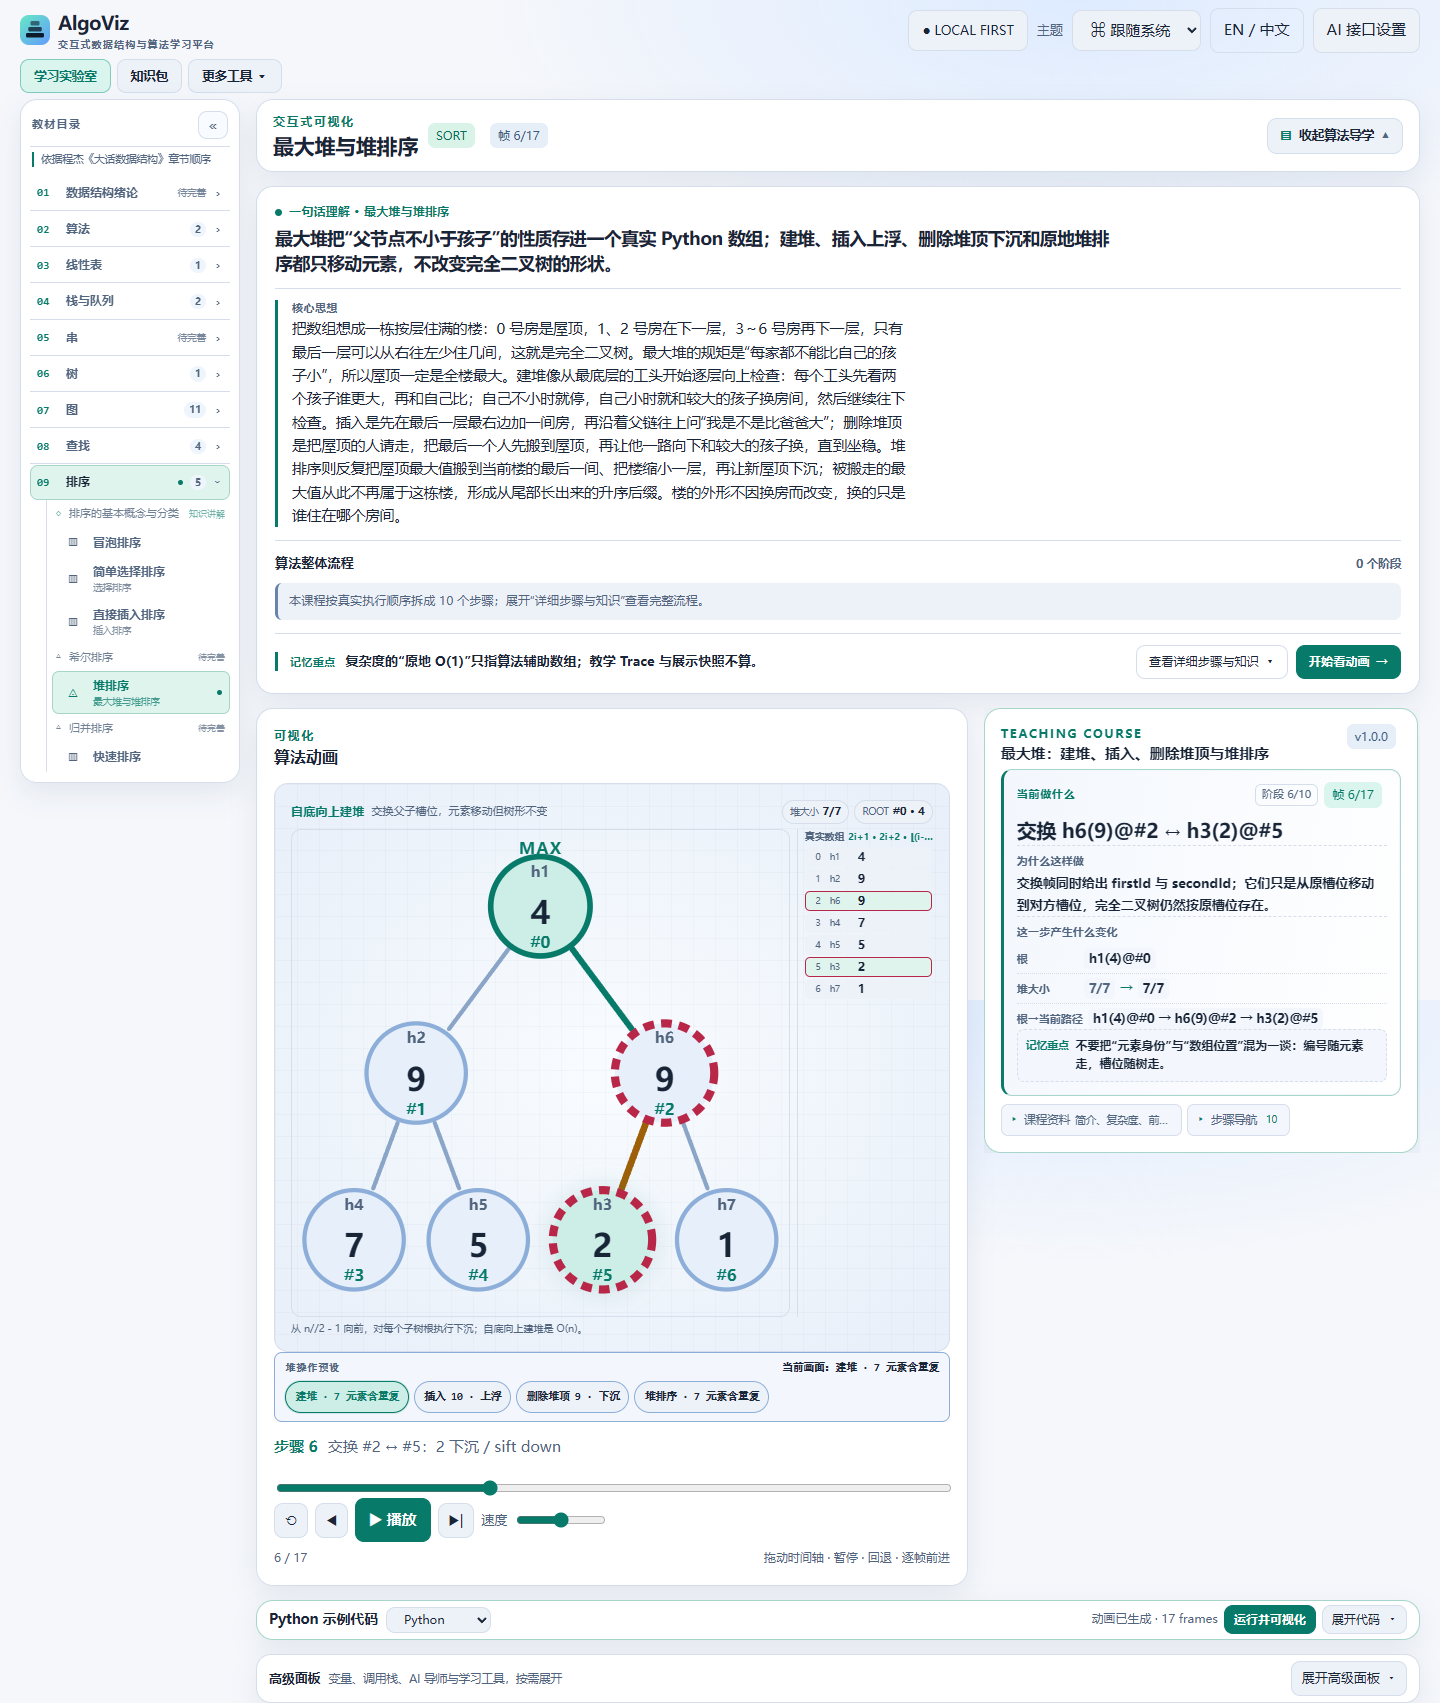 AlgoViz
交互式数据结构与算法学习平台
● LOCAL FIRST
主题
⌘ 跟随系统
EN / 中文
AI 接口设置
学习实验室
知识包
更多工具
教材目录
«
依据程杰《大话数据结构》章节顺序
01 数据结构绪论 待完善 ›
02 算法 2 ›
03 线性表 1 ›
04 栈与队列 2 ›
05 串 待完善 ›
06 树 1 ›
07 图 11 ›
08 查找 4 ›
09 排序 5
排序的基本概念与分类 知识讲解
冒泡排序
简单选择排序
选择排序
直接插入排序
插入排序
希尔排序 待完善
堆排序
最大堆与堆排序
归并排序 待完善
快速排序
交互式可视化
最大堆与堆排序
SORT
帧 6/17
收起算法导学
一句话理解 • 最大堆与堆排序
最大堆把“父节点不小于孩子”的性质存进一个真实 Python 数组；建堆、插入上浮、删除堆顶下沉和原地堆排
序都只移动元素，不改变完全二叉树的形状。
核心思想
把数组想成一栋按层住满的楼：0 号房是屋顶，1、2 号房在下一层，3～6 号房再下一层，只有
最后一层可以从右往左少住几间，这就是完全二叉树。最大堆的规矩是“每家都不能比自己的孩
子小”，所以屋顶一定是全楼最大。建堆像从最底层的工头开始逐层向上检查：每个工头先看两
个孩子谁更大，再和自己比；自己不小时就停，自己小时就和较大的孩子换房间，然后继续往下
检查。插入是先在最后一层最右边加一间房，再沿着父链往上问“我是不是比爸爸大”；删除堆顶
是把屋顶的人请走，把最后一个人先搬到屋顶，再让他一路向下和较大的孩子换，直到坐稳。堆
排序则反复把屋顶最大值搬到当前楼的最后一间、把楼缩小一层，再让新屋顶下沉；被搬走的最
大值从此不再属于这栋楼，形成从尾部长出来的升序后缀。楼的外形不因换房而改变，换的只是
谁住在哪个房间。
算法整体流程
0 个阶段
本课程按真实执行顺序拆成 10 个步骤；展开“详细步骤与知识”查看完整流程。
记忆重点 复杂度的“原地 O(1)”只指算法辅助数组；教学 Trace 与展示快照不算。
查看详细步骤与知识
开始看动画 →
可视化
算法动画
自底向上建堆 交换父子槽位，元素移动但树形不变
堆大小 7/7
ROOT #0 • 4
MAX
h1
4
#0
h2
9
#1
h6
9
#2
h4
7
#3
h5
5
#4
h3
2
#5
h7
1
#6
真实数组 2i+1 • 2i+2 • ⌊(i-...
0 h1 4
1 h2 9
2 h6 9
3 h4 7
4 h5 5
5 h3 2
6 h7 1
从 n//2 - 1 向前，对每个子树根执行下沉；自底向上建堆是 O(n)。
堆操作预设
当前画面：建堆 · 7 元素含重复
建堆 · 7 元素含重复
插入 10 · 上浮
删除堆顶 9 · 下沉
堆排序 · 7 元素含重复
步骤 6 交换 #2 ↔ #5：2 下沉 / sift down
▶ 播放
速度
6 / 17
拖动时间轴 · 暂停 · 回退 · 逐帧前进
TEACHING COURSE
最大堆：建堆、插入、删除堆顶与堆排序
v1.0.0
当前做什么
阶段 6/10
帧 6/17
交换 h6(9)@#2 ↔ h3(2)@#5
为什么这样做
交换帧同时给出 firstId 与 secondId；它们只是从原槽位移动
到对方槽位，完全二叉树仍然按原槽位存在。
这一步产生什么变化
根 h1(4)@#0
堆大小 7/7 → 7/7
根→当前路径 h1(4)@#0 → h6(9)@#2 → h3(2)@#5
记忆重点 不要把“元素身份”与“数组位置”混为一谈：编号随元素
走，槽位随树走。
课程资料 简介、复杂度、前...
步骤导航 10
Python 示例代码
Python
动画已生成 · 17 frames
运行并可视化
展开代码
高级面板 变量、调用栈、AI 导师与学习工具，按需展开
展开高级面板